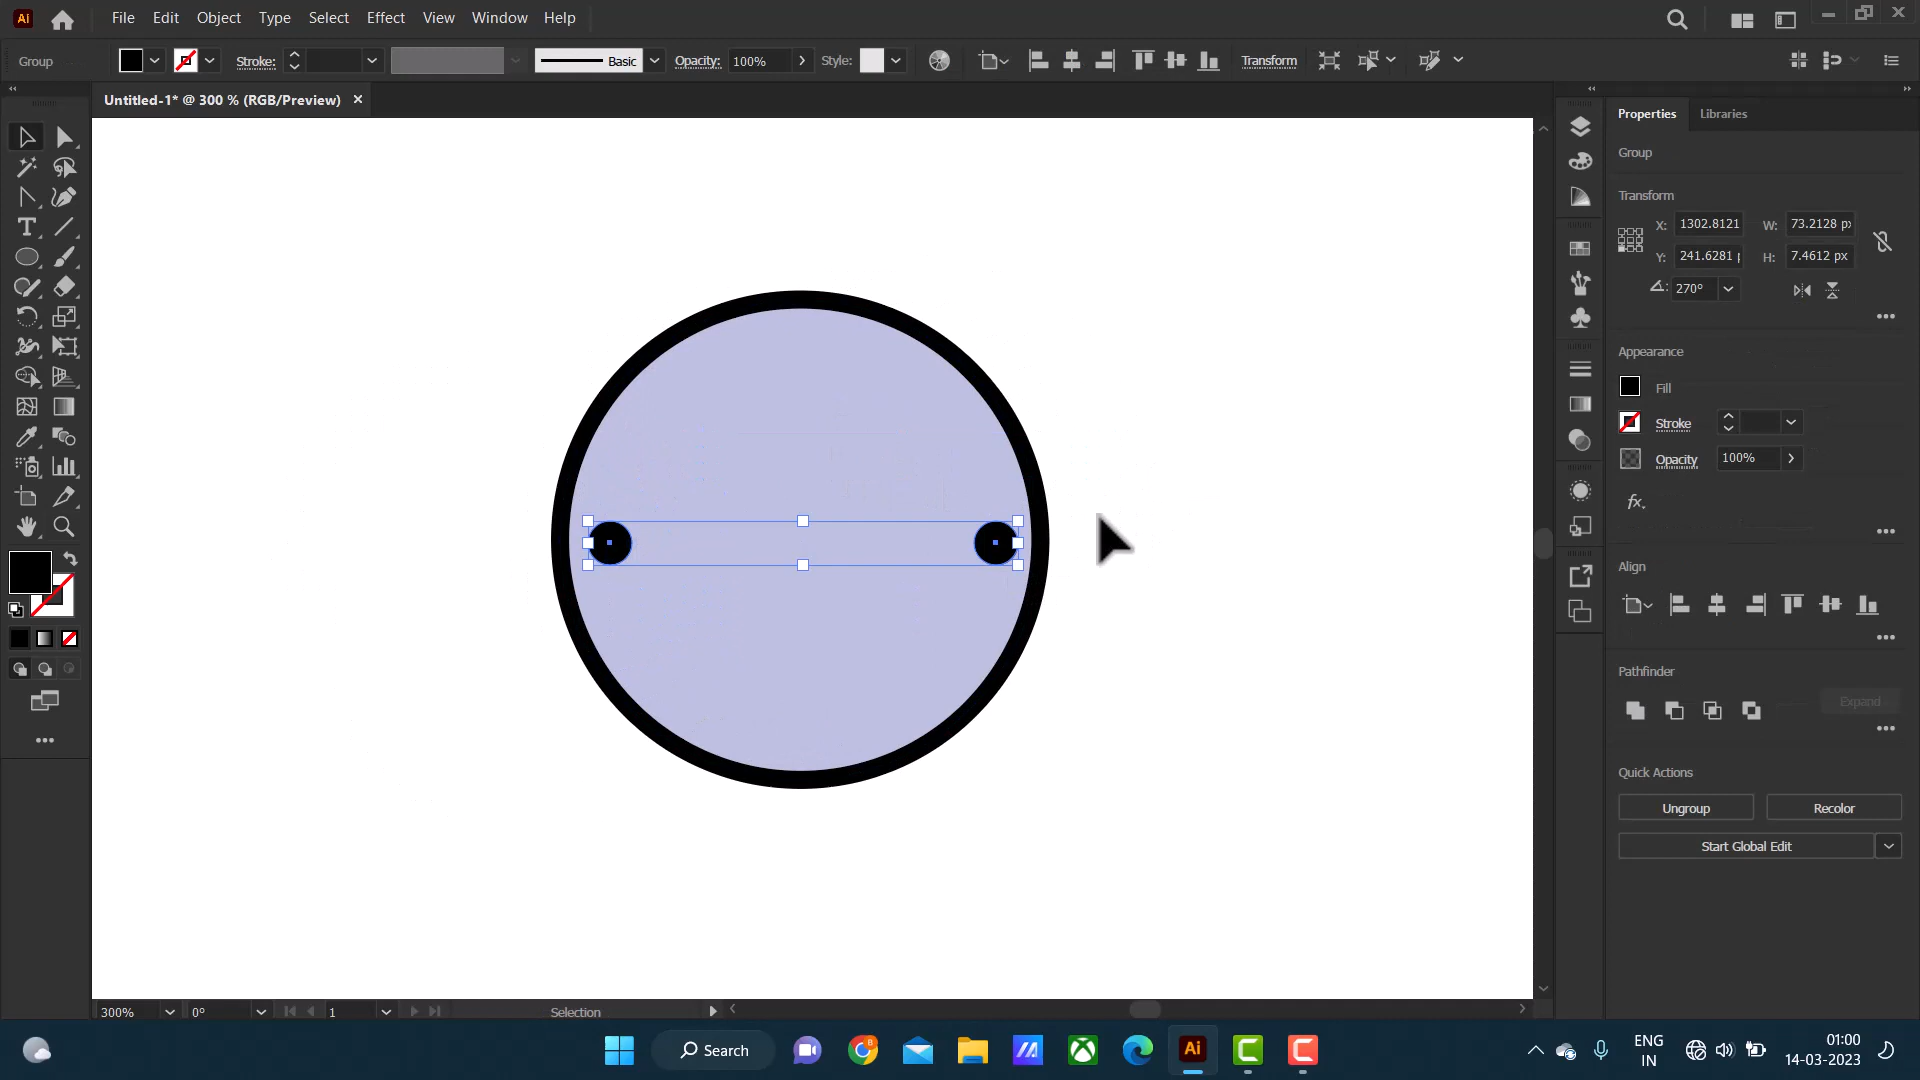 Ai File Edit Object Type Select Effect View Window Help
Group Stroke: Basic Opacity: 100% Style: Transform
Untitled-1* @ 300 % (RGB/Preview) ×
Properties Libraries
Group
Transform
X: 1302.8121 W: 73.2128 px
Y: 241.6281 H: 7.4612 px
270°
Appearance
Fill
Stroke
Opacity 100%
fx
Align
Pathfinder
Expand
Quick Actions
Ungroup Recolor
Start Global Edit
300% 0° 1 Selection
Search
Ai
ENG
IN
01:00
14-03-2023